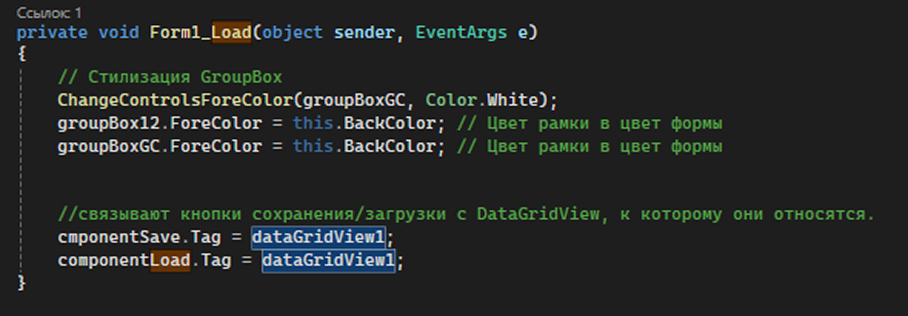 Ссылок: 1
private void Form1_Load(object sender, EventArgs e)
{
// Стилизация GroupBox
ChangeControlsForeColor(groupBoxGC, Color.White);
groupBox12.ForeColor = this.BackColor; // Цвет рамки в цвет формы
groupBoxGC.ForeColor = this.BackColor; // Цвет рамки в цвет формы
//связывают кнопки сохранения/загрузки с DataGridView, к которому они относятся.
cmponentSave.Tag = dataGridView1;
componentLoad.Tag = dataGridView1;
}